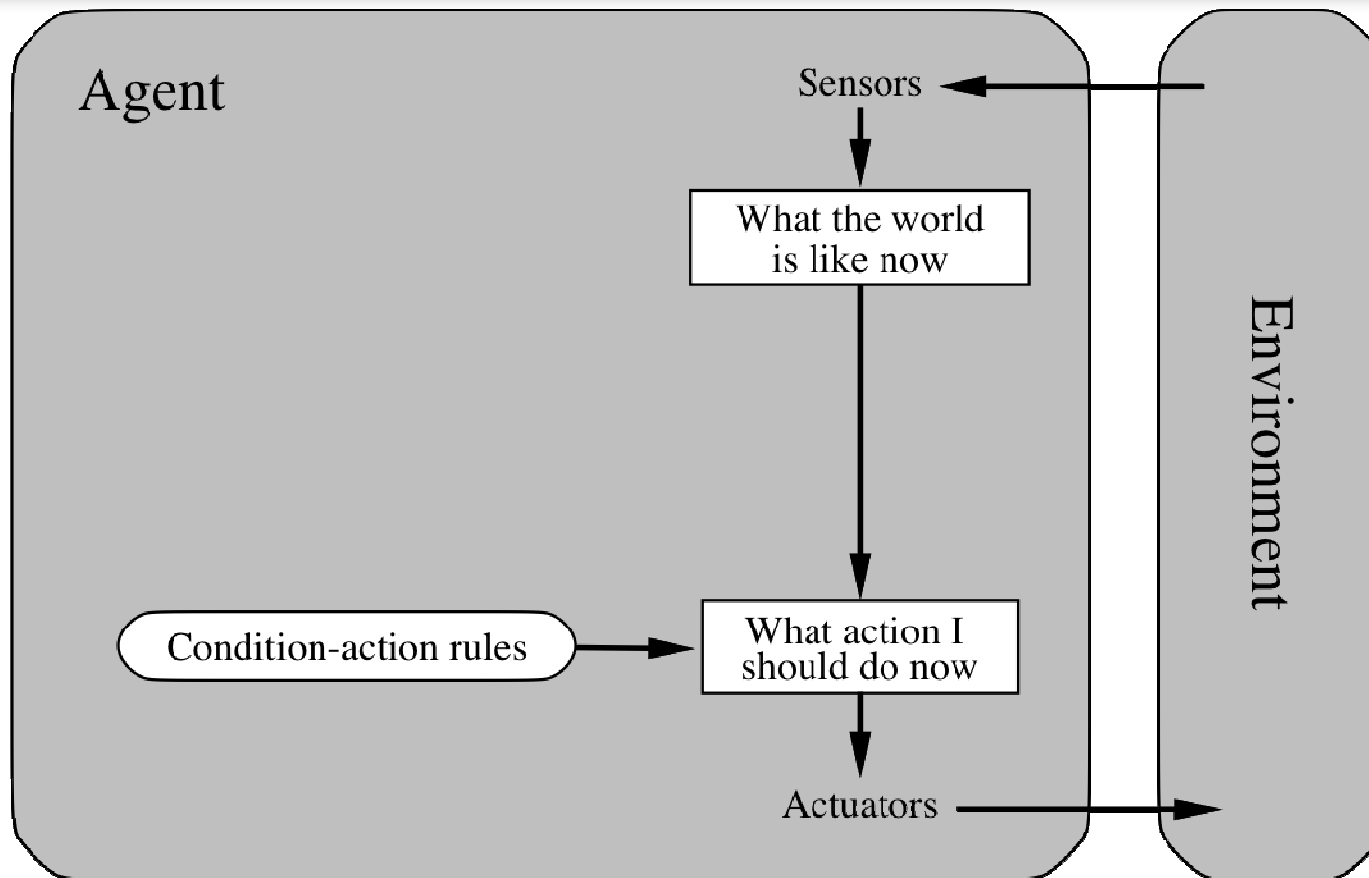 Agent
Sensors
What the world
is like now
Environment
Condition-action rules
What action I
should do now
Actuators